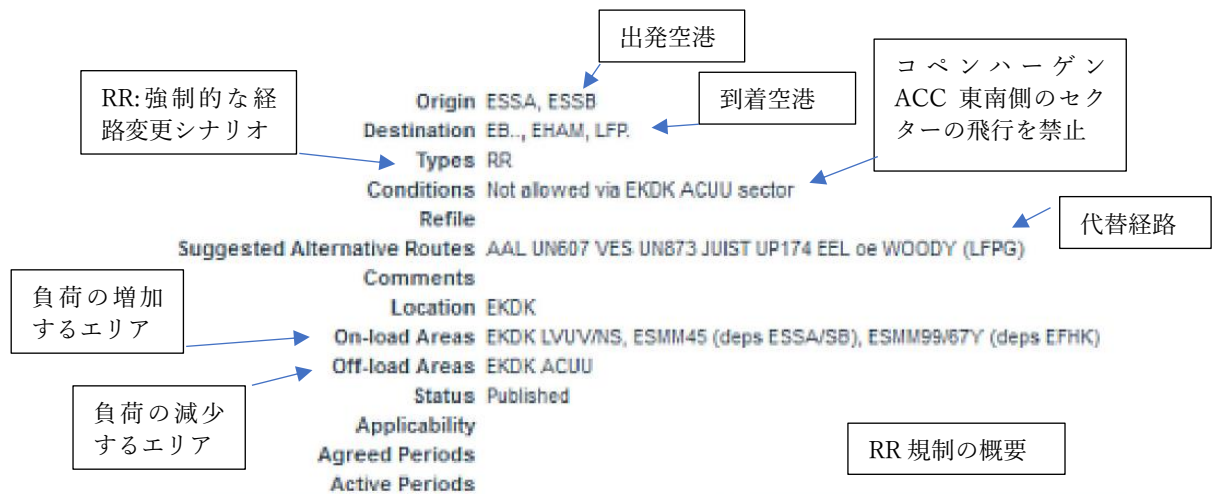 出発空港
コペンハーゲン
ACC 東南側のセク
ターの飛行を禁止
RR:強制的な経
路変更シナリオ
到着空港
Origin ESSA, ESSB
Destination EB.., EHAM, LFP.
Types RR
Conditions Not allowed via EKDK ACUU sector
Refile
代替経路
Suggested Alternative Routes AAL UN607 VES UN873 JUIST UP174 EEL oe WOODY (LFPG)
Comments
負荷の増加
するエリア
Location EKDK
On-load Areas EKDK LVUV/NS, ESMM45 (deps ESSA/SB), ESMM99/67Y (deps EFHK)
Off-load Areas EKDK ACUU
Status Published
負荷の減少
するエリア
Applicability
Agreed Periods
Active Periods
RR 規制の概要